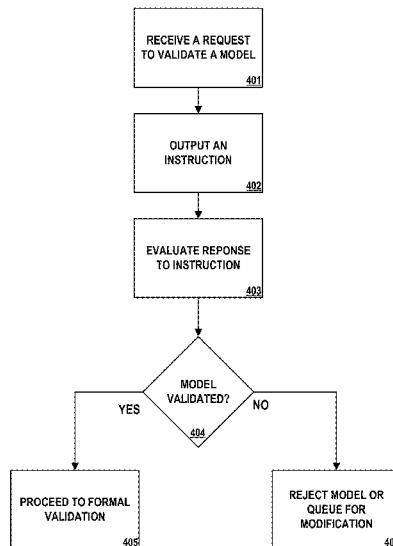 RECEIVE A REQUEST
TO VALIDATE A MODEL
401
OUTPUT AN
INSTRUCTION
402
EVALUATE REPONSE
TO INSTRUCTION
403
MODEL
VALIDATED?
404
YES
NO
PROCEED TO FORMAL
VALIDATION
405
REJECT MODEL OR
QUEUE FOR
MODIFICATION